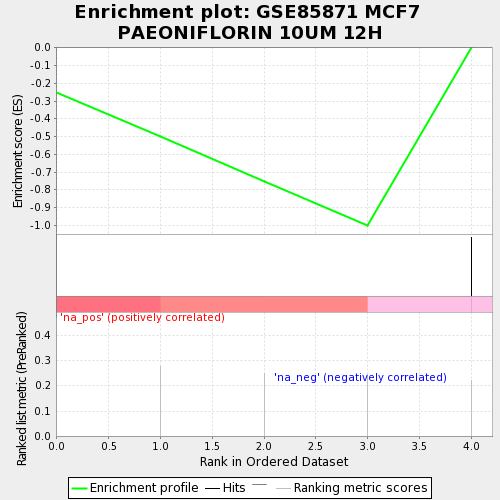 Enrichment plot: GSE85871 MCF7
PAEONIFLORIN 10UM 12H
Enrichment score (ES)
0.0
-0.1
-0.2
-0.3
-0.4
-0.5
-0.6
-0.7
-0.8
-0.9
-1.0
'na_pos' (positively correlated)
'na_neg' (negatively correlated)
Ranked list metric (PreRanked)
0.4
0.3
0.2
0.1
0.0
0.0 0.5 1.0 1.5 2.0 2.5 3.0 3.5 4.0
Rank in Ordered Dataset
Enrichment profile Hits Ranking metric scores